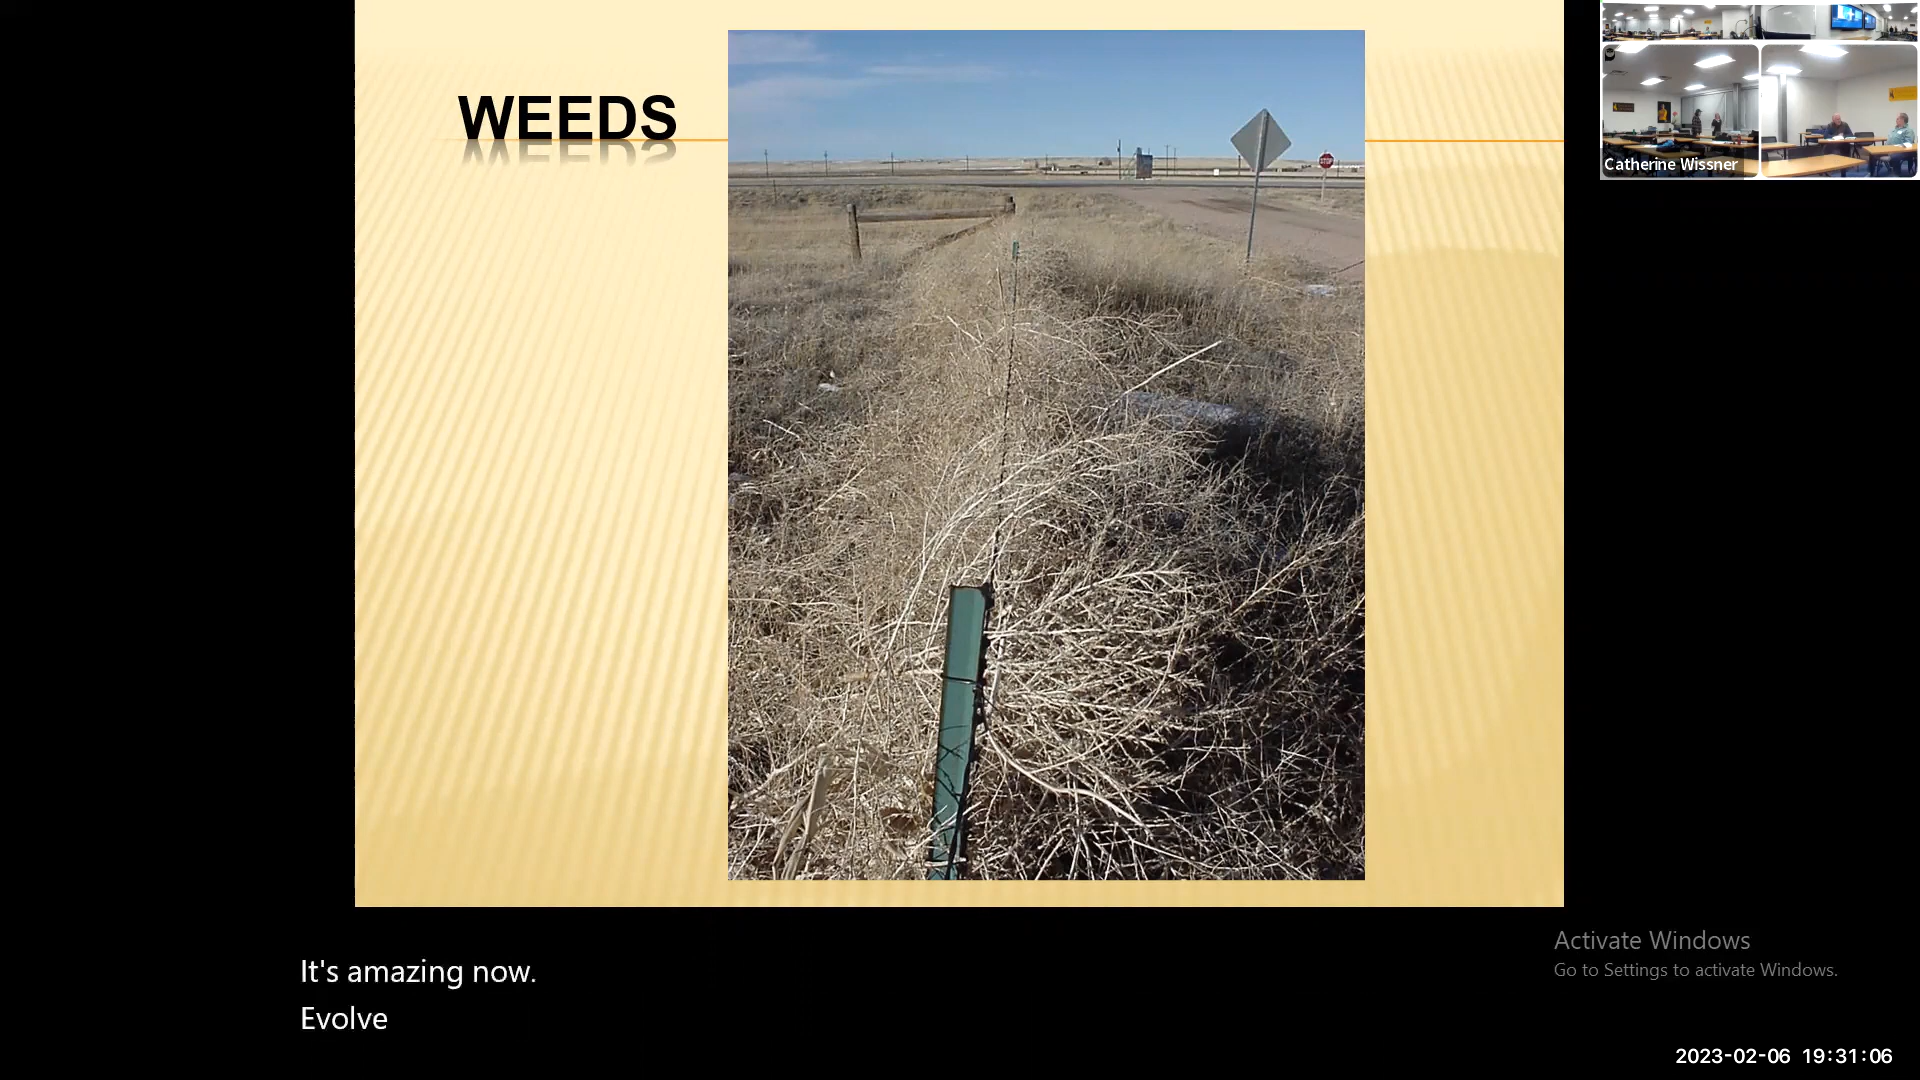 WEEDS
STOP
Catherine Wissner
It's amazing now.
Evolve
Activate Windows
Go to Settings to activate Windows.
2023-02-06 19:31:06